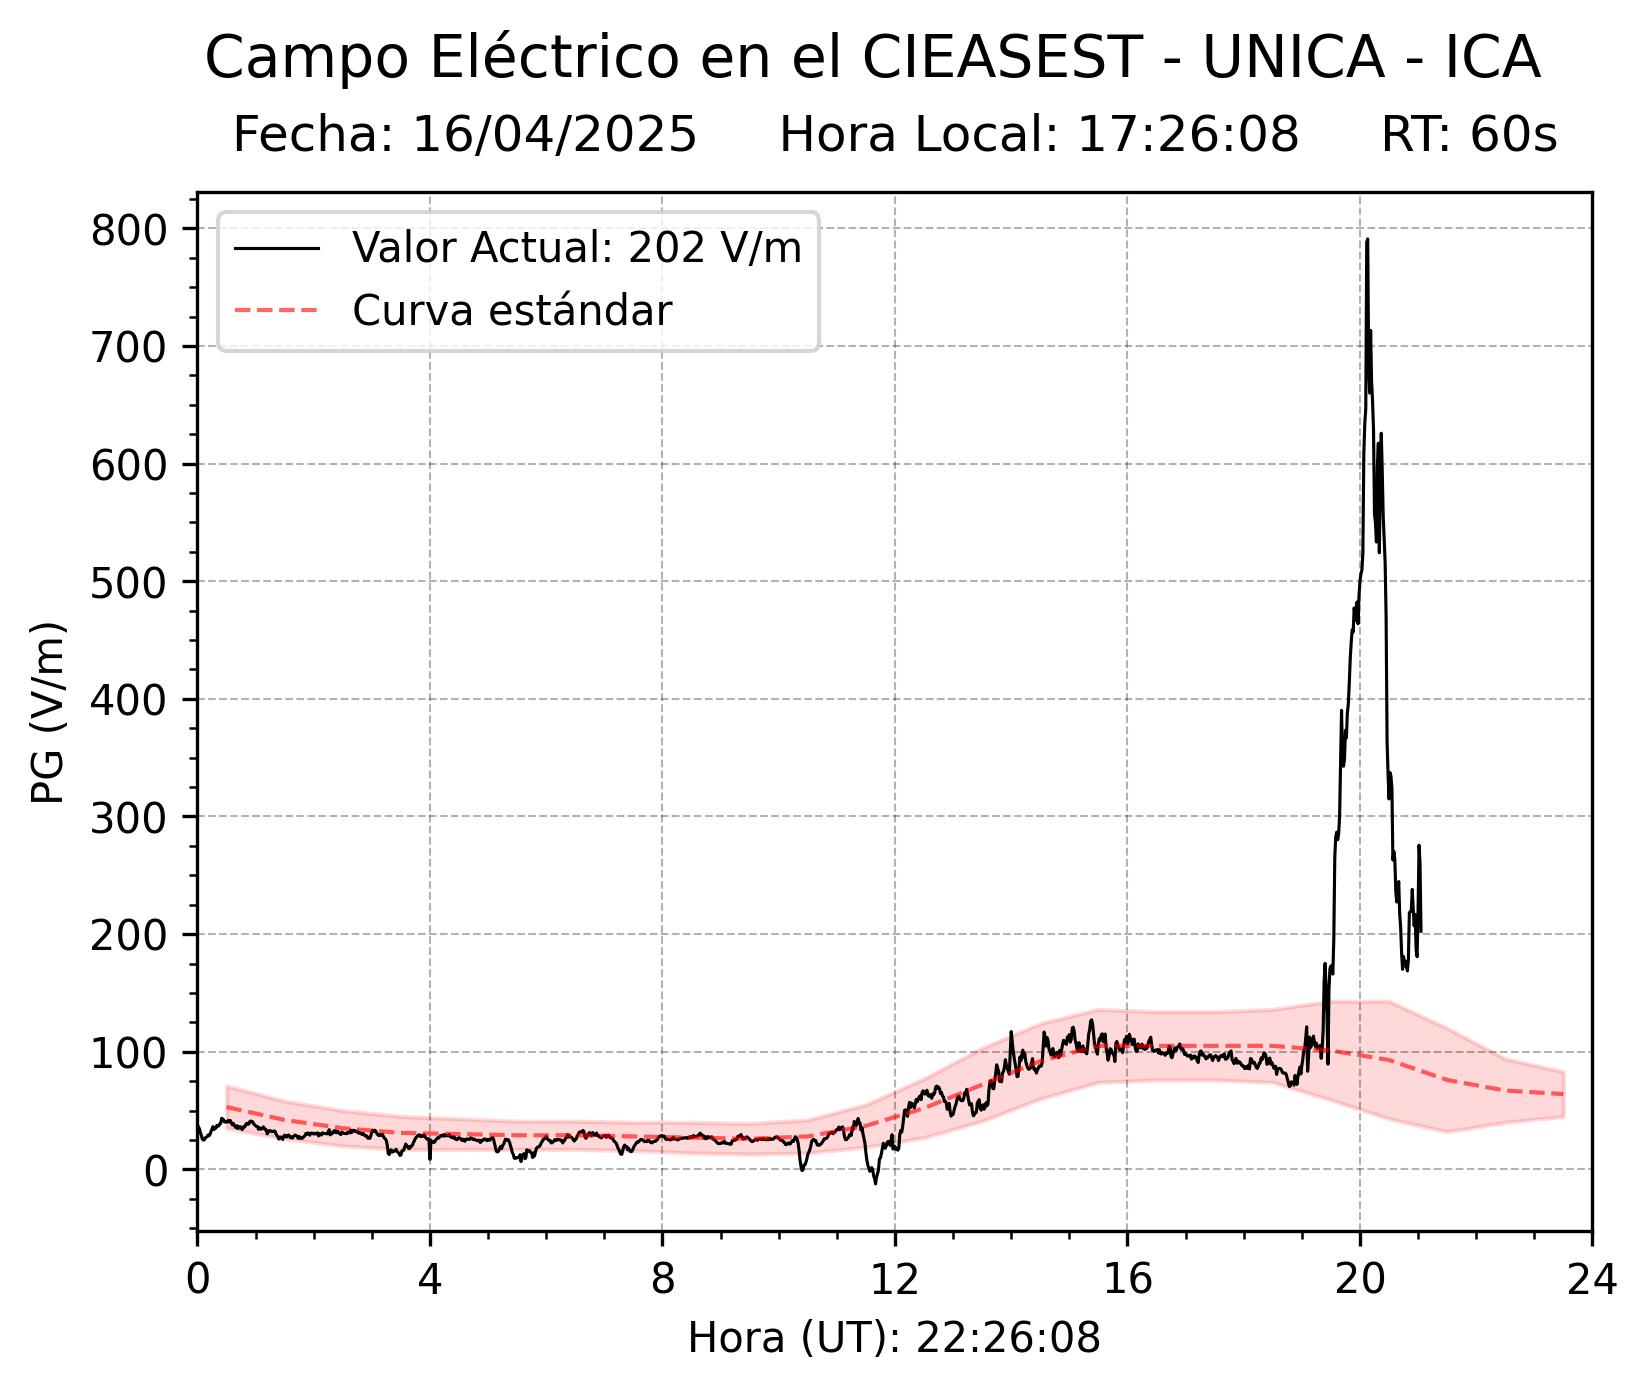 Campo Eléctrico en el CIEASEST - UNICA - ICA
Fecha: 16/04/2025 Hora Local: 17:26:08 RT: 60s
Valor Actual: 202 V/m
Curva estándar
PG (V/m)
800
700
600
500
400
300
200
100
0
0 4 8 12 16 20 24
Hora (UT): 22:26:08